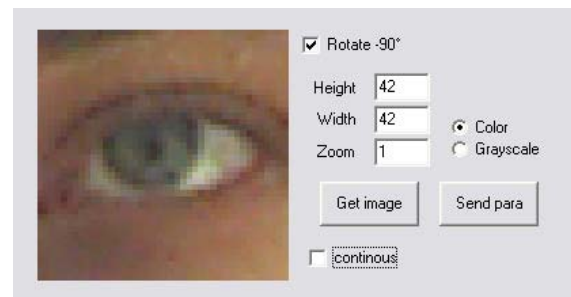 Rotate -90°
Height 42
Width 42
Zoom 1
Color
Grayscale
Get image
Send para
continous